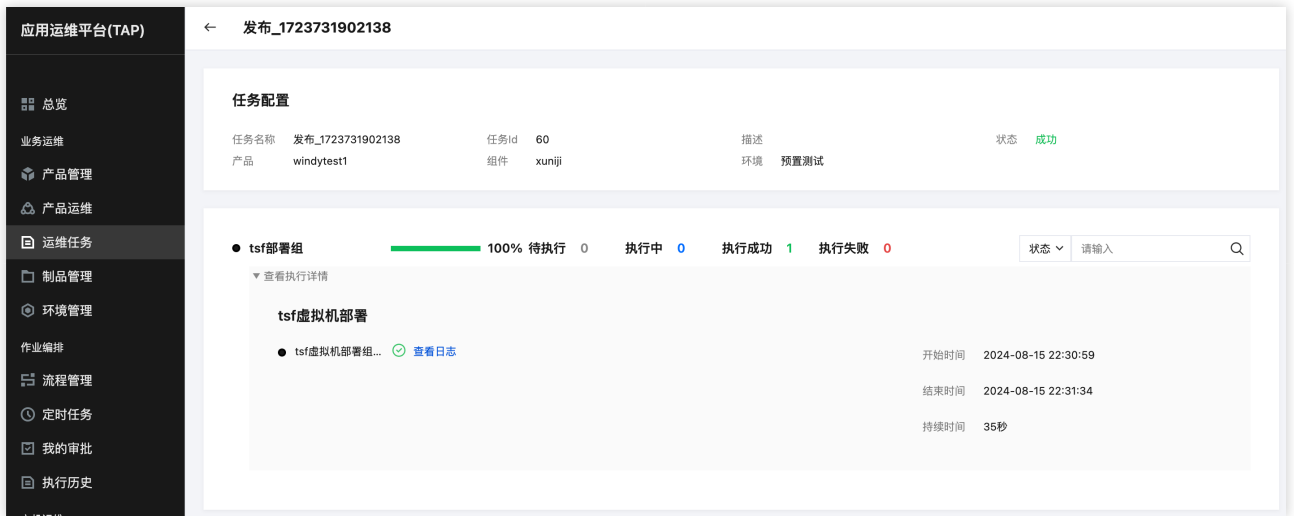 应用运维平台(TAP)
← 发布_1723731902138
总览
业务运维
产品管理
产品运维
运维任务
制品管理
环境管理
作业编排
流程管理
定时任务
我的审批
执行历史
任务配置
任务名称 发布_1723731902138 任务Id 60 描述 状态 成功
产品 windytest1 组件 xuniji 环境 预置测试
tsf部署组 100% 待执行 0 执行中 0 执行成功 1 执行失败 0 状态 请输入
查看执行详情
tsf虚拟机部署
tsf虚拟机部署组... 查看日志
开始时间 2024-08-15 22:30:59
结束时间 2024-08-15 22:31:34
持续时间 35秒